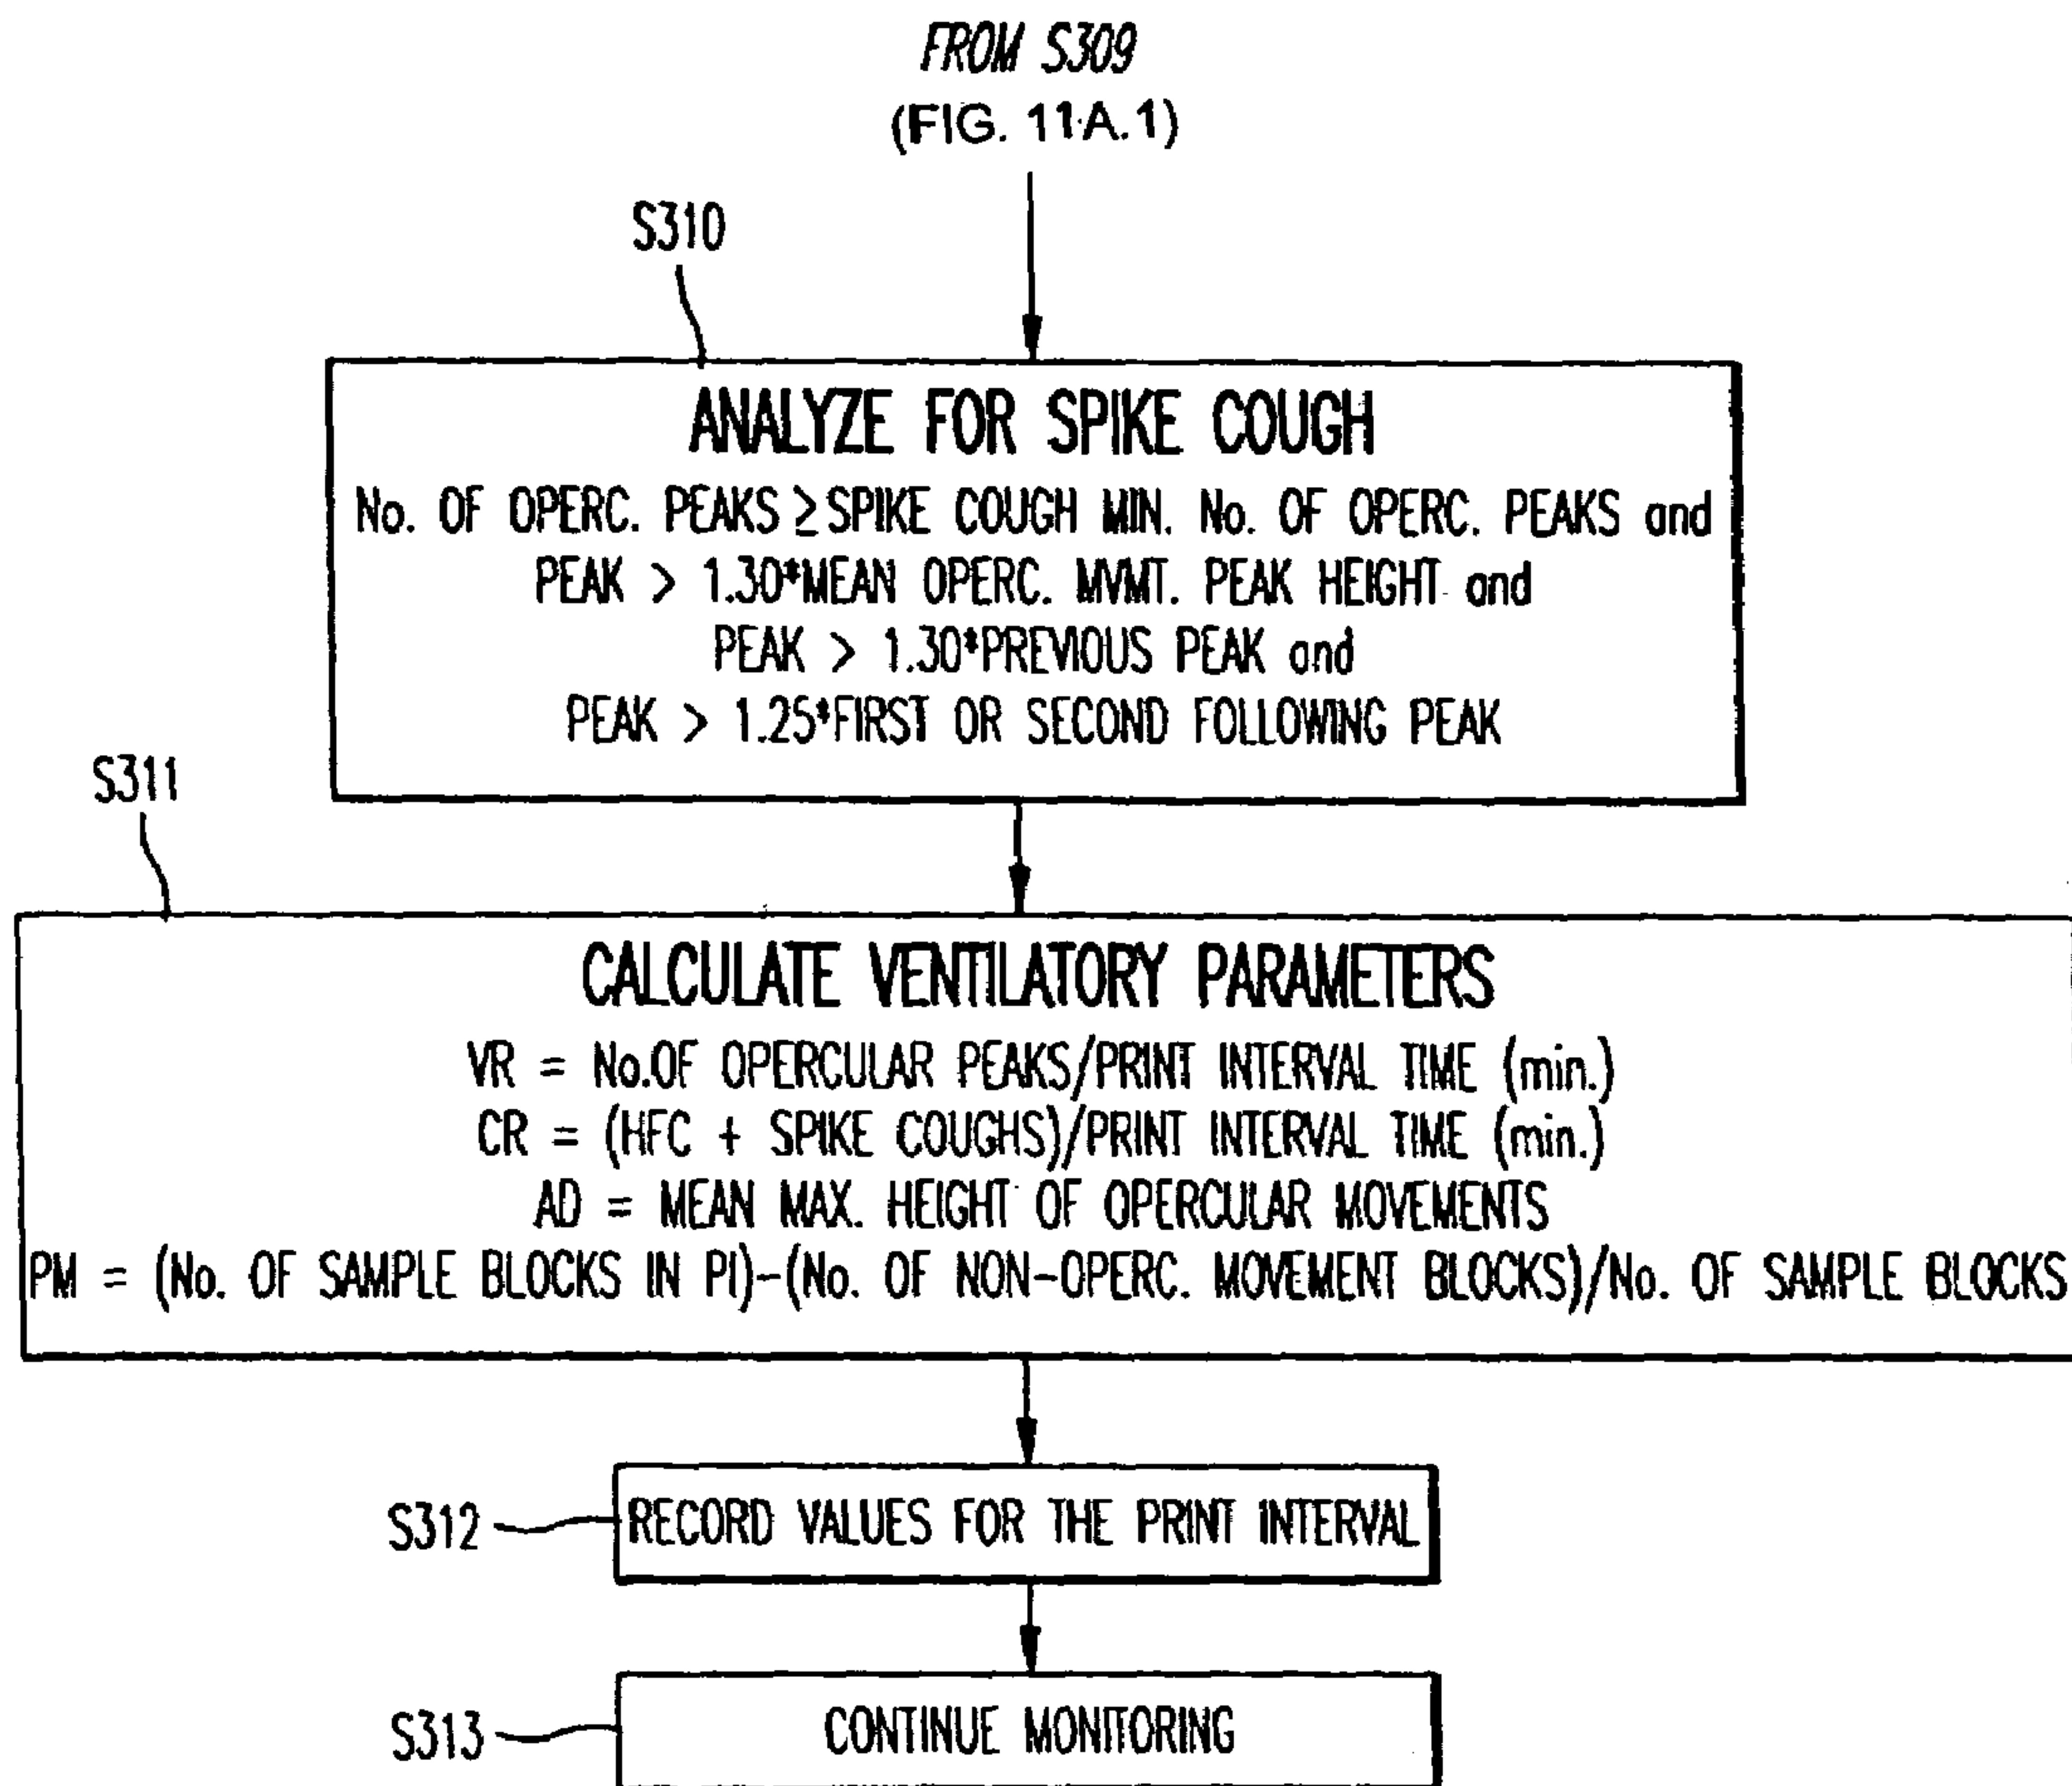 FROM S309
(FIG. 11A.1)
S310
ANALYZE FOR SPIKE COUGH
No. OF OPERC. PEAKS ≥ SPIKE COUGH MIN. No. OF OPERC. PEAKS and
PEAK > 1.30*MEAN OPERC. MVMT. PEAK HEIGHT and
PEAK > 1.30*PREVIOUS PEAK and
PEAK > 1.25*FIRST OR SECOND FOLLOWING PEAK
S311
CALCULATE VENTILATORY PARAMETERS
VR = No.OF OPERCULAR PEAKS/PRINT INTERVAL TIME (min.)
CR = (HFC + SPIKE COUGHS)/PRINT INTERVAL TIME (min.)
AD = MEAN MAX. HEIGHT OF OPERCULAR MOVEMENTS
PM = (No. OF SAMPLE BLOCKS IN PI)-(No. OF NON-OPERC. MOVEMENT BLOCKS)/No. OF SAMPLE BLOCKS
S312
RECORD VALUES FOR THE PRINT INTERVAL
S313
CONTINUE MONITORING